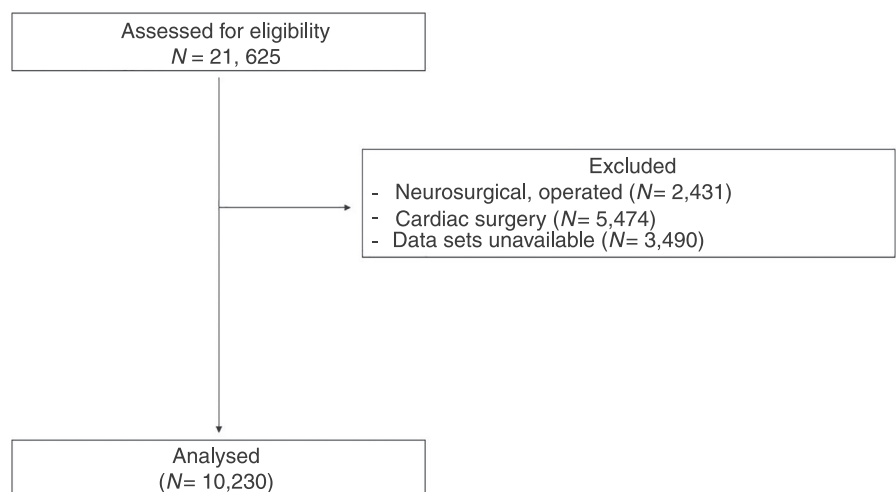 Assessed for eligibility
N = 21, 625
Excluded
- Neurosurgical, operated (N= 2,431)
- Cardiac surgery (N= 5,474)
- Data sets unavailable (N= 3,490)
Analysed
(N= 10,230)